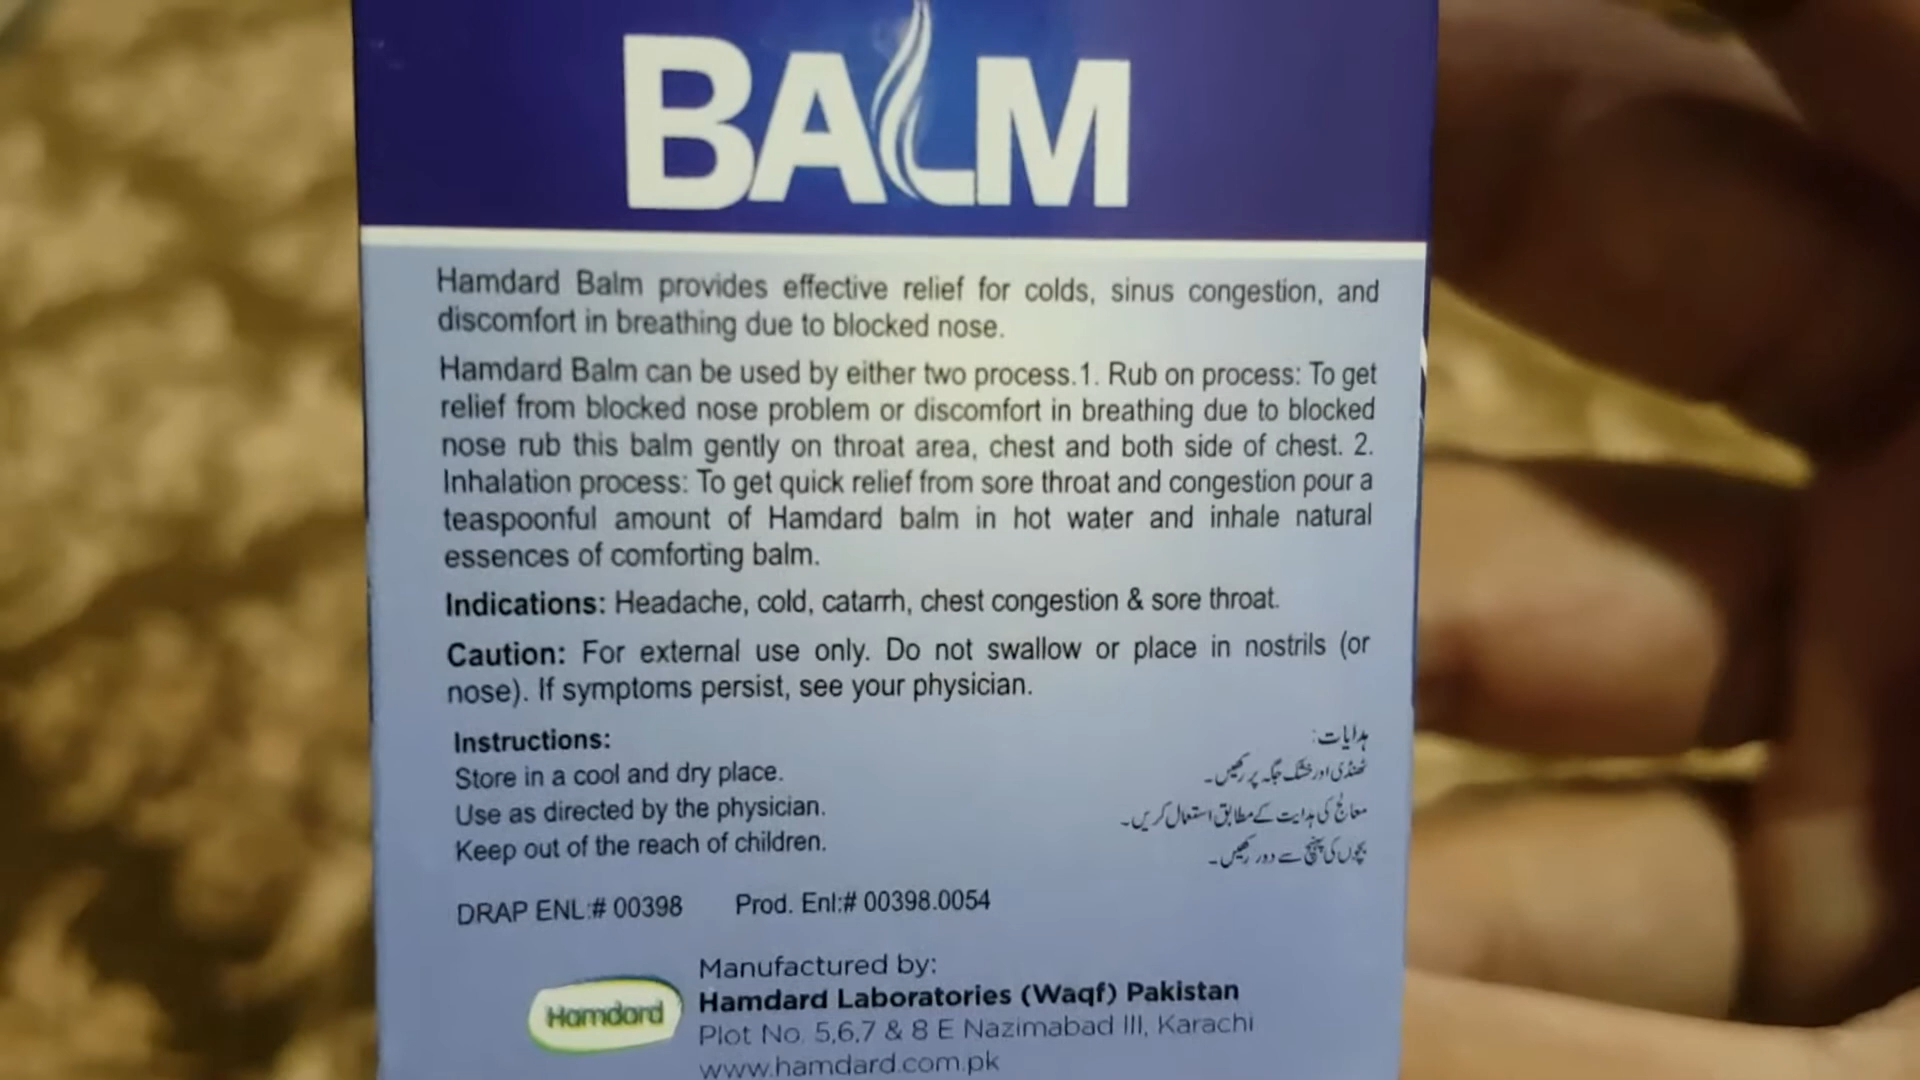 BALM
Hamdard Balm provides effective relief for colds, sinus congestion, and
discomfort in breathing due to blocked nose.
Hamdard Balm can be used by either two process.1. Rub on process: To get
relief from blocked nose problem or discomfort in breathing due to blocked
nose rub this balm gently on throat area, chest and both side of chest. 2.
Inhalation process: To get quick relief from sore throat and congestion pour a
teaspoonful amount of Hamdard balm in hot water and inhale natural
essences of comforting balm.
Indications: Headache, cold, catarrh, chest congestion & sore throat.
Caution: For external use only. Do not swallow or place in nostrils (or
nose). If symptoms persist, see your physician.
Instructions:
Store in a cool and dry place.
Use as directed by the physician.
Keep out of the reach of children.
ہدایات:
ٹھنڈی اور خشک جگہ پر رکھیں۔
معالج کی ہدایت کے مطابق استعمال کریں۔
بچوں کی پہنچ سے دور رکھیں۔
DRAP ENL:# 00398 Prod. Enl:# 00398.0054
Hamdard
Manufactured by:
Hamdard Laboratories (Waqf) Pakistan
Plot No. 5,6,7 & 8 E Nazimabad III, Karachi
www.hamdard.com.pk